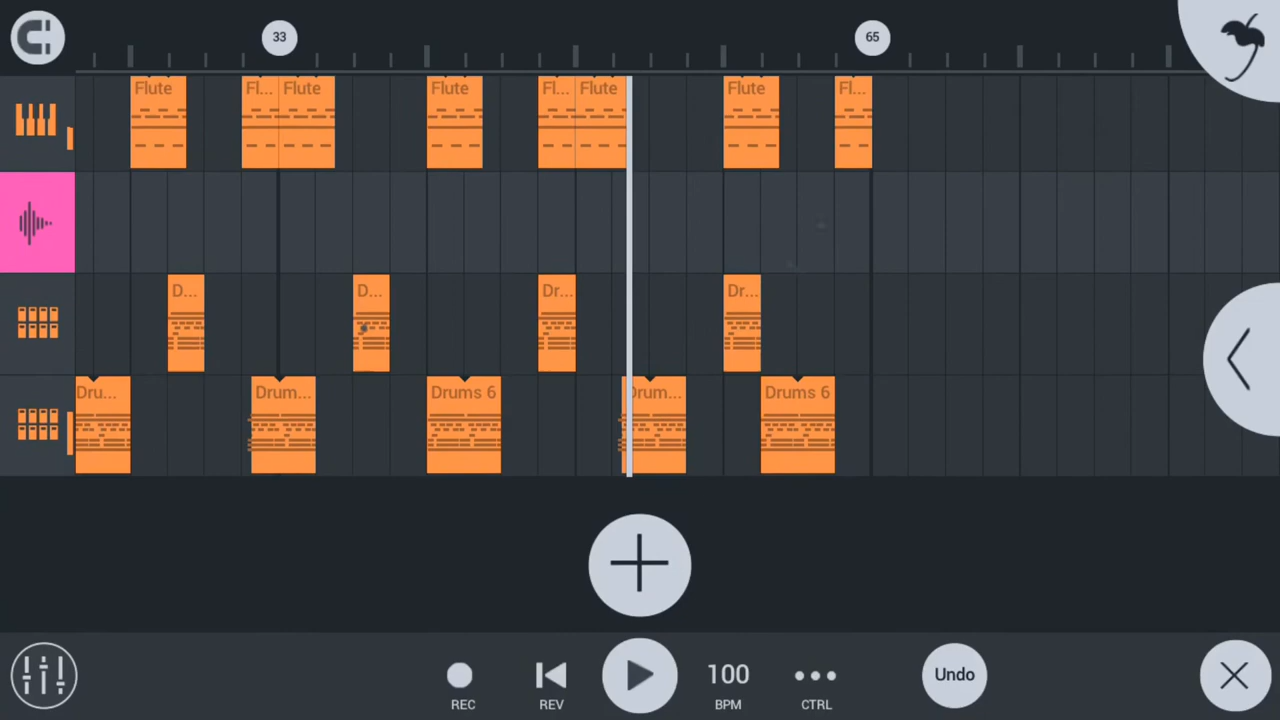 33
65
Flute
Fl...
Flute
Flute
Fl...
Flute
Flute
Fl...
D...
D...
Dr...
Dr...
Dru...
Drum...
Drums 6
Drum...
Drums 6
REC
REV
100
BPM
CTRL
Undo